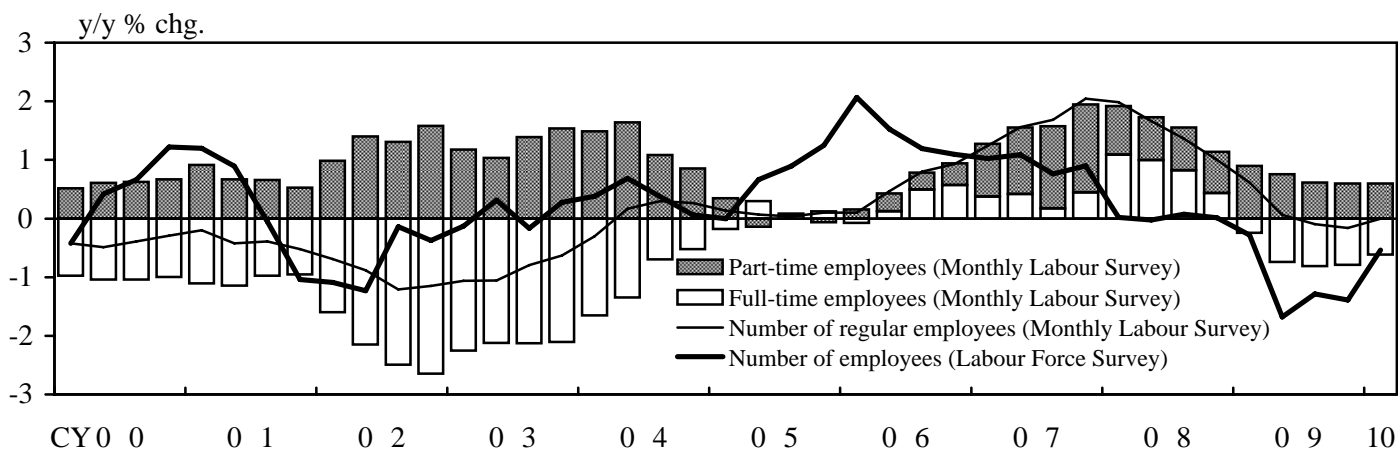 y/y % chg.
3
2
1
0
-1
-2
-3
Part-time employees (Monthly Labour Survey)
Full-time employees (Monthly Labour Survey)
Number of regular employees (Monthly Labour Survey)
Number of employees (Labour Force Survey)
CY 0 0 0 1 0 2 0 3 0 4 0 5 0 6 0 7 0 8 0 9 10